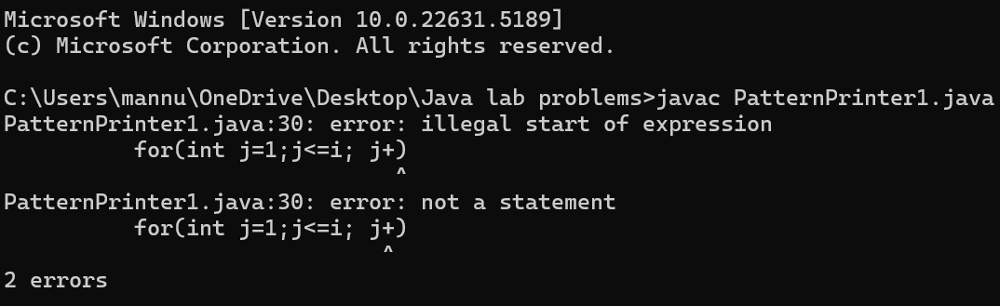 Microsoft Windows [Version 10.0.22631.5189]
(c) Microsoft Corporation. All rights reserved.
C:\Users\mannu\OneDrive\Desktop\Java lab problems>javac PatternPrinter1.java
PatternPrinter1.java:30: error: illegal start of expression
          for(int j=1;j<=i; j+)
                              ^
PatternPrinter1.java:30: error: not a statement
          for(int j=1;j<=i; j+)
                             ^
2 errors